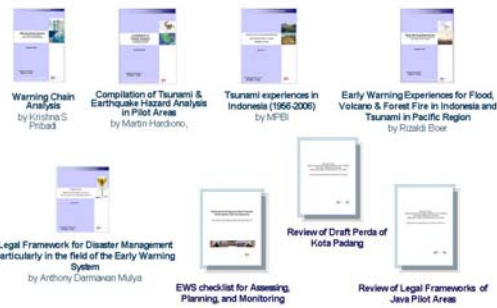 Warning Chain
Analysis
by Krishna S.
Pribadi
Compilation of Tsunami &
Earthquake Hazard Analysis
in Pilot Areas
by Martin Hardiono,
Tsunami experiences in
Indonesia (1956-2006)
by MPBI
Early Warning Experiences for Flood,
Volcano & Forest Fire in Indonesia and
Tsunami in Pacific Region
by Rizaldi Boer
Legal Framework for Disaster Management
particularly in the field of the Early Warning
System
by Anthony Darmawan Mulya
EWS checklist for Assessing,
Planning, and Monitoring
Review of Draft Perda of
Kota Padang
Review of Legal Frameworks of
Java Pilot Areas